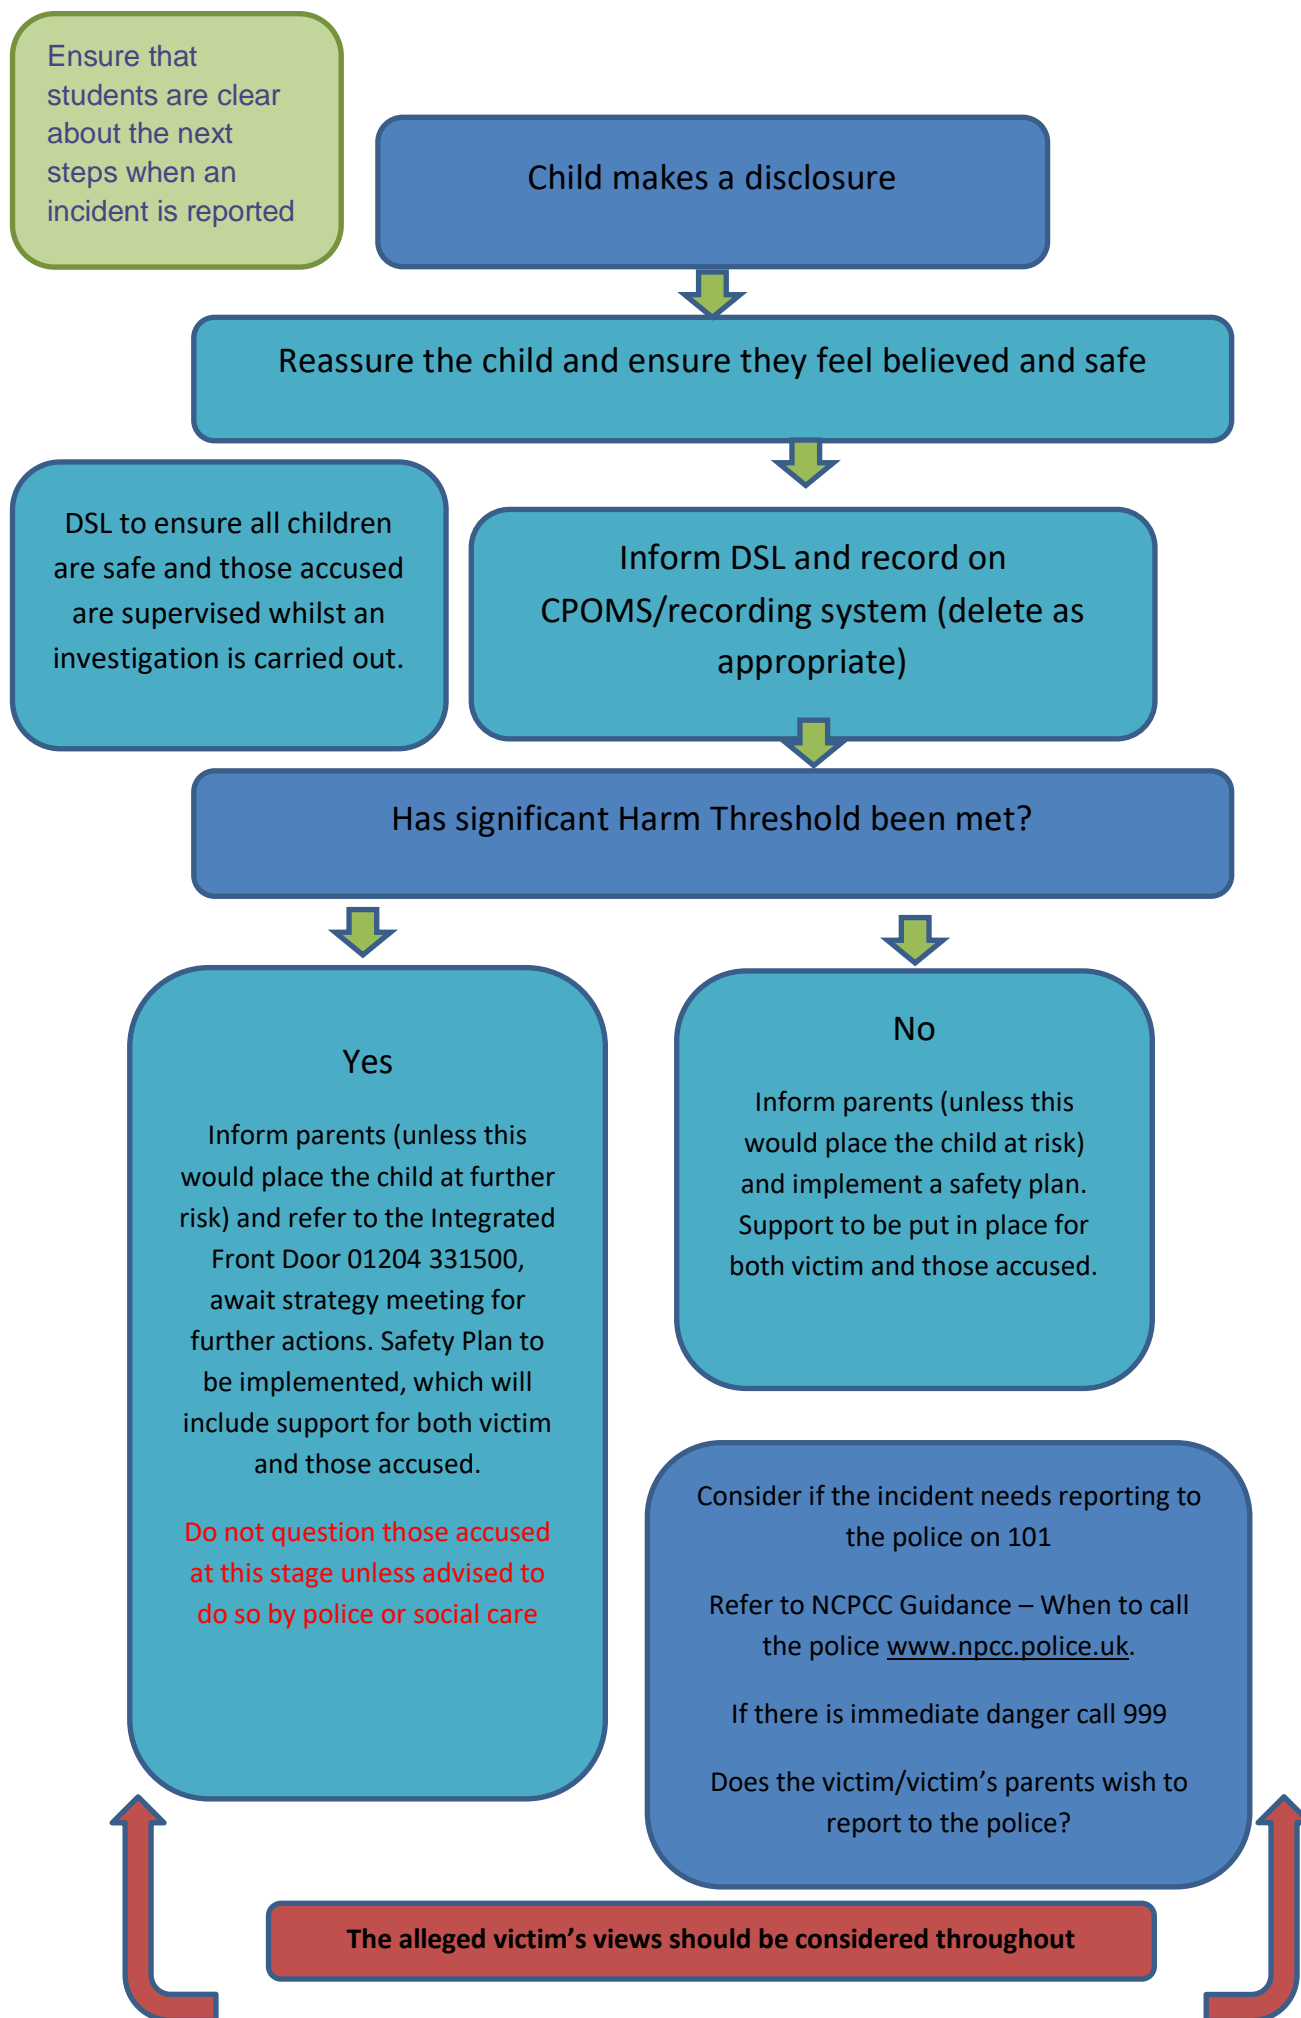 Ensure that
students are clear
about the next
steps when an
incident is reported
Child makes a disclosure
Reassure the child and ensure they feel believed and safe
DSL to ensure all children
are safe and those accused
are supervised whilst an
investigation is carried out.
Inform DSL and record on
CPOMS/recording system (delete as
appropriate)
Has significant Harm Threshold been met?
Yes
Inform parents (unless this
would place the child at further
risk) and refer to the Integrated
Front Door 01204 331500,
await strategy meeting for
further actions. Safety Plan to
be implemented, which will
include support for both victim
and those accused.
Do not question those accused
at this stage unless advised to
do so by police or social care
No
Inform parents (unless this
would place the child at risk)
and implement a safety plan.
Support to be put in place for
both victim and those accused.
Consider if the incident needs reporting to
the police on 101
Refer to NCPCC Guidance – When to call
the police www.npcc.police.uk.
If there is immediate danger call 999
Does the victim/victim’s parents wish to
report to the police?
The alleged victim’s views should be considered throughout